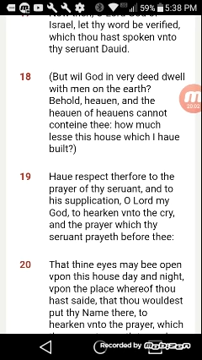 59% 5:38 PM
Israel, let thy word be verified,
which thou hast spoken vnto
thy seruant Dauid.
18 (But wil God in very deed dwell
with men on the earth?
Behold, heauen, and the
heauen of heauens cannot
conteine thee: how much
lesse this house which I haue
built?)
19 Haue respect therfore to the
prayer of thy seruant, and to
his supplication, O Lord my
God, to hearken vnto the cry,
and the prayer which thy
seruant prayeth before thee:
20 That thine eyes may bee open
vpon this house day and night,
vpon the place whereof thou
hast saide, that thou wouldest
put thy Name there, to
hearken vnto the prayer, which